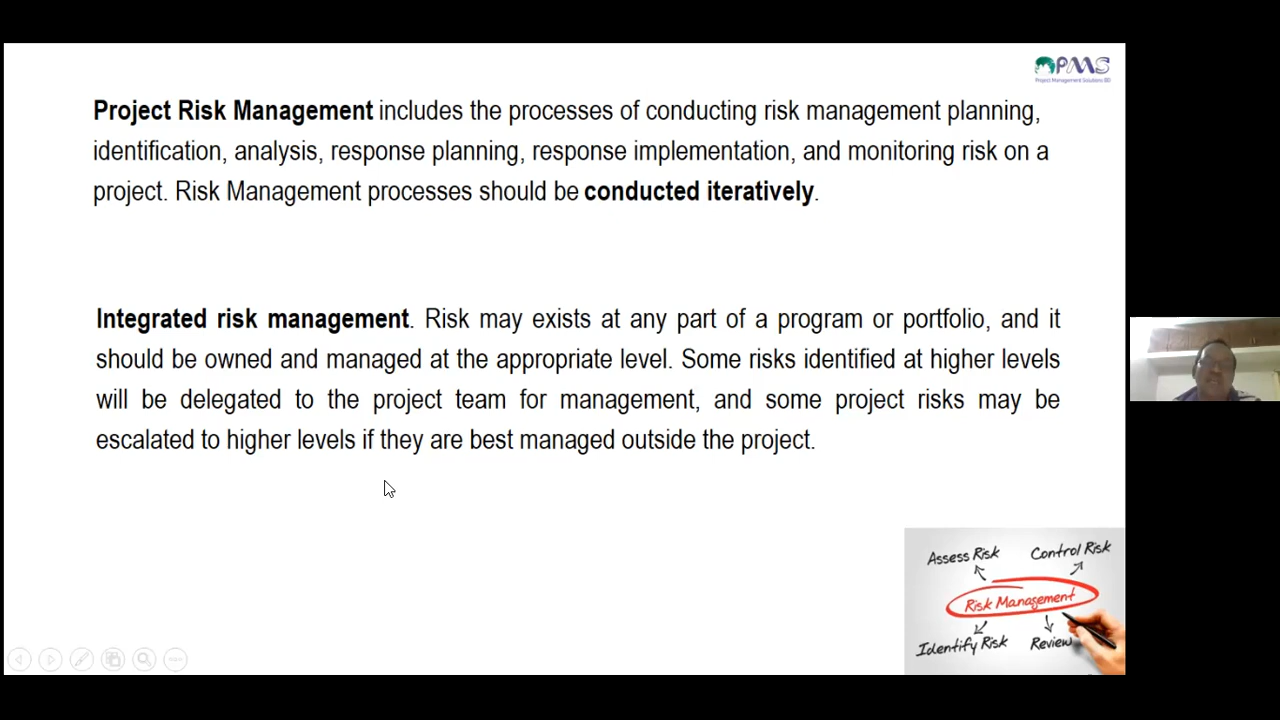 PMS
Project Management Solutions
Project Risk Management includes the processes of conducting risk management planning,
identification, analysis, response planning, response implementation, and monitoring risk on a
project. Risk Management processes should be conducted iteratively.
Integrated risk management. Risk may exists at any part of a program or portfolio, and it
should be owned and managed at the appropriate level. Some risks identified at higher levels
will be delegated to the project team for management, and some project risks may be
escalated to higher levels if they are best managed outside the project.
Assess Risk
Control Risk
Risk Management
Identify Risk
Review